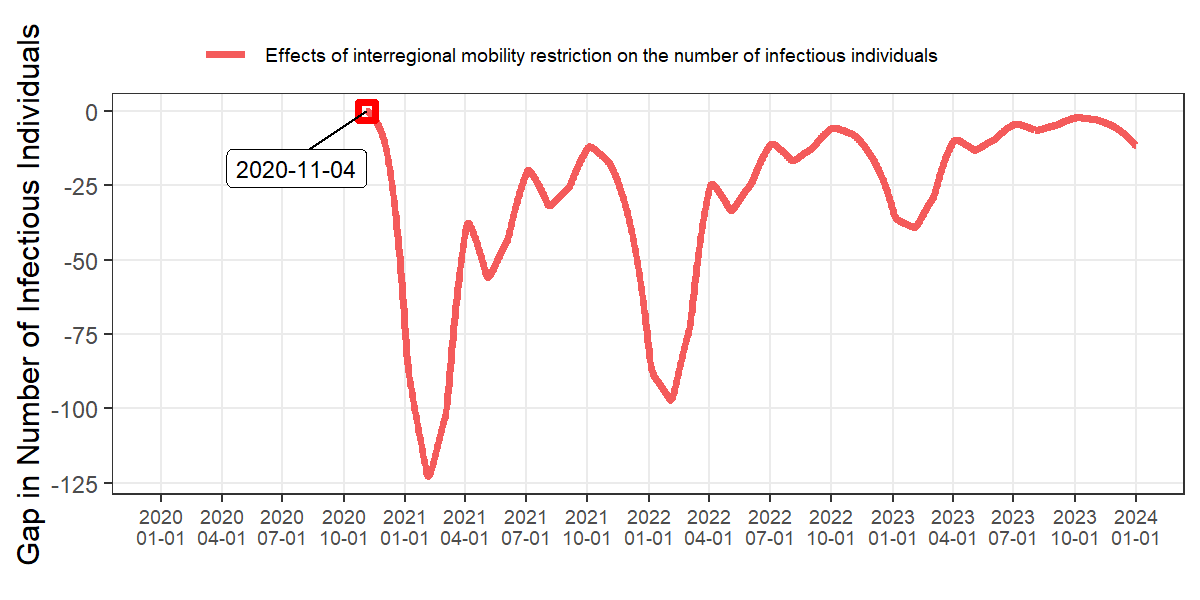 Effects of interregional mobility restriction on the number of infectious individuals
Gap in Number of Infectious Individuals
0
-25
-50
-75
-100
-125
2020-11-04
2020 2020 2020 2020 2021 2021 2021 2021 2022 2022 2022 2022 2023 2023 2023 2023 2024
01-01 04-01 07-01 10-01 01-01 04-01 07-01 10-01 01-01 04-01 07-01 10-01 01-01 04-01 07-01 10-01 01-01